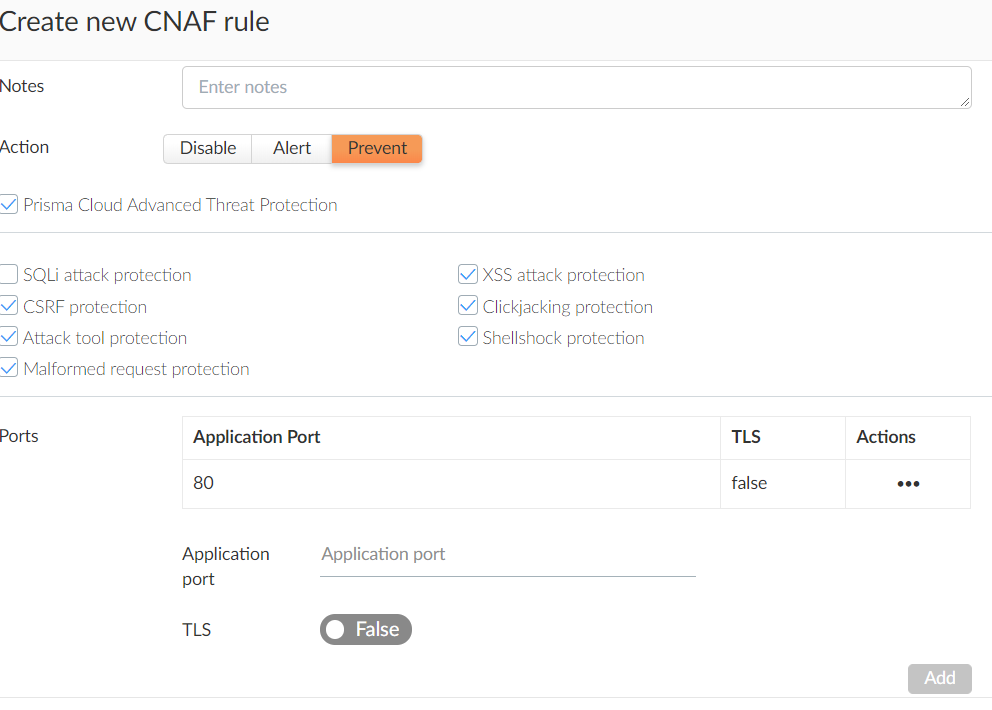 Create new CNAF rule
Notes
Enter notes
Action
Disable
Alert
Prevent
Prisma Cloud Advanced Threat Protection
SQLi attack protection
XSS attack protection
CSRF protection
Clickjacking protection
Attack tool protection
Shellshock protection
Malformed request protection
Ports
Application Port
TLS
Actions
80
false
Application
port
Application port
TLS
False
Add